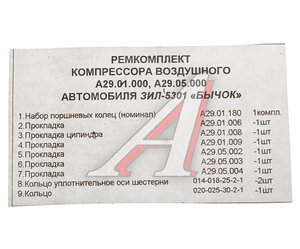 РЕМКОМПЛЕКТ
КОМПРЕССОРА ВОЗДУШНОГО
А29.01.000, А29.05.000
АВТОМОБИЛЯ ЗИЛ-5301 «БЫЧОК»
1.Набор поршневых колец (номинал) А29.01.180 1компл.
2.Прокладка А29.01.006 -1шт
3.Прокладка цилиндра А29.01.008 -1шт
4.Прокладка А29.01.009 -1шт
5.Прокладка А29.05.002 -1шт
6.Прокладка А29.05.003 -1шт
7.Прокладка А29.05.004 -1шт
8.Кольцо уплотнительное оси шестерни 014-018-25-2-1 -2шт
9.Кольцо 020-025-30-2-1 -1шт